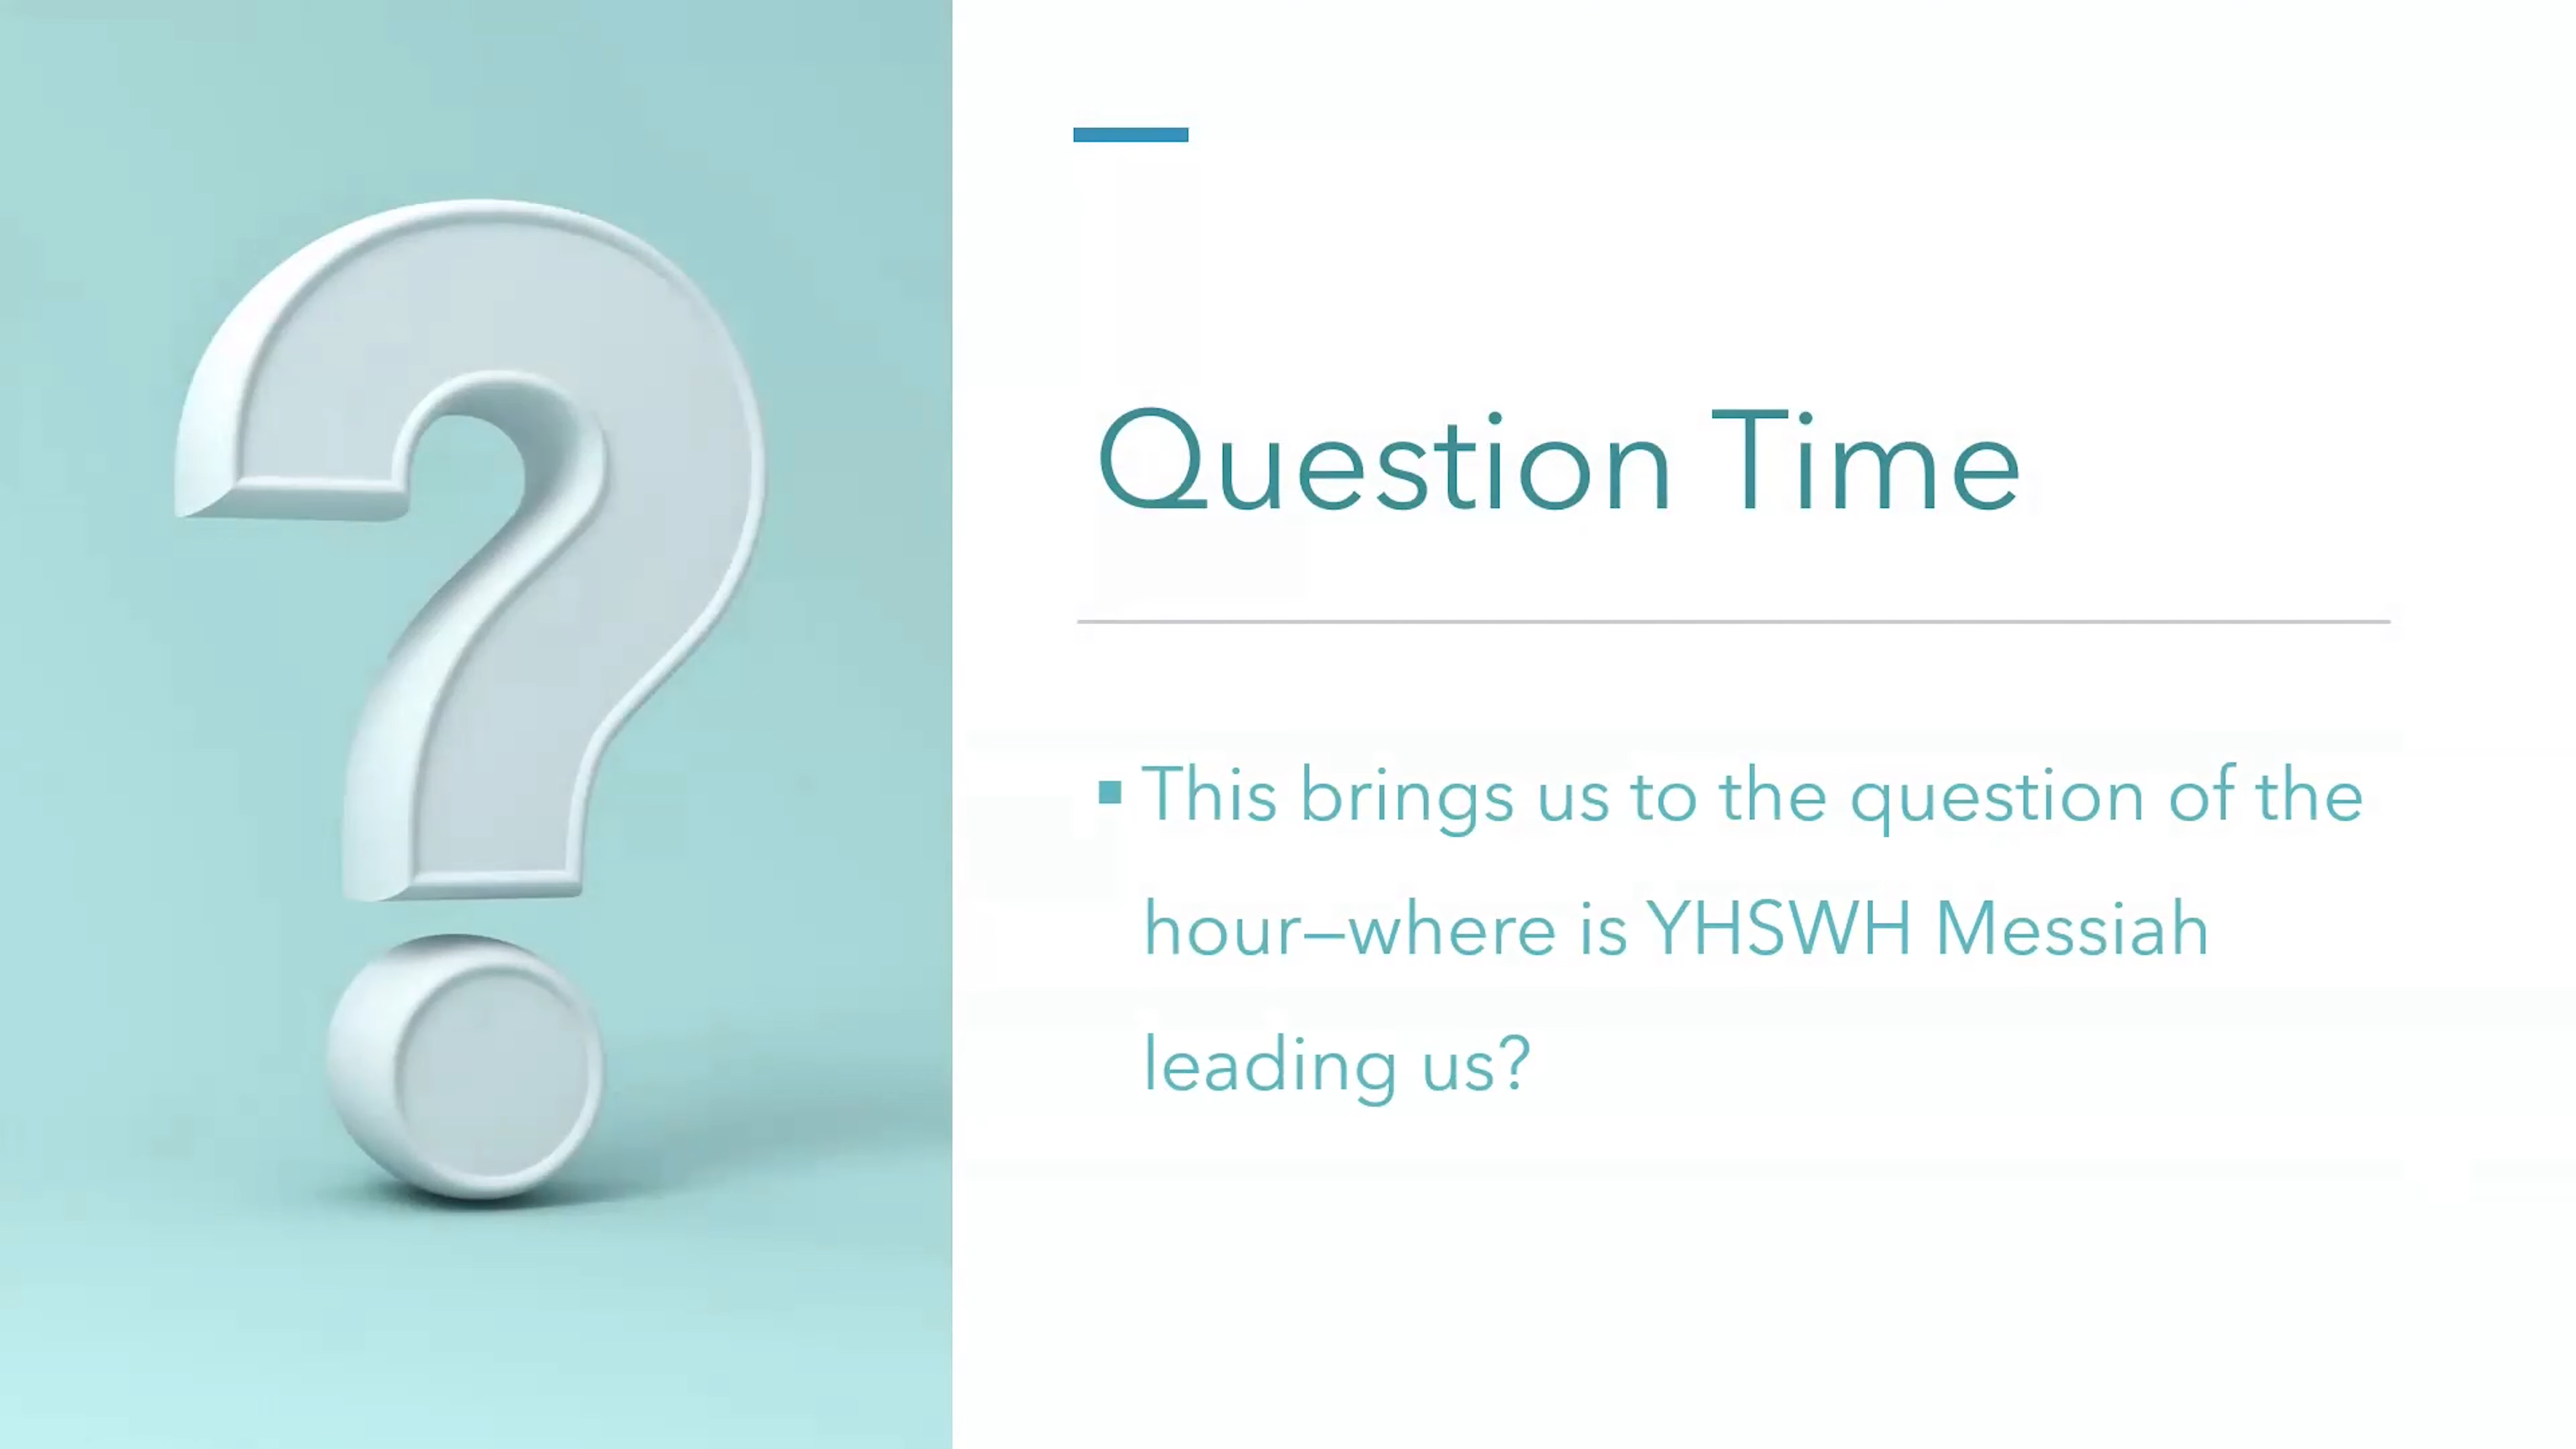 Question Time
▪ This brings us to the question of the
hour—where is YHSWH Messiah
leading us?